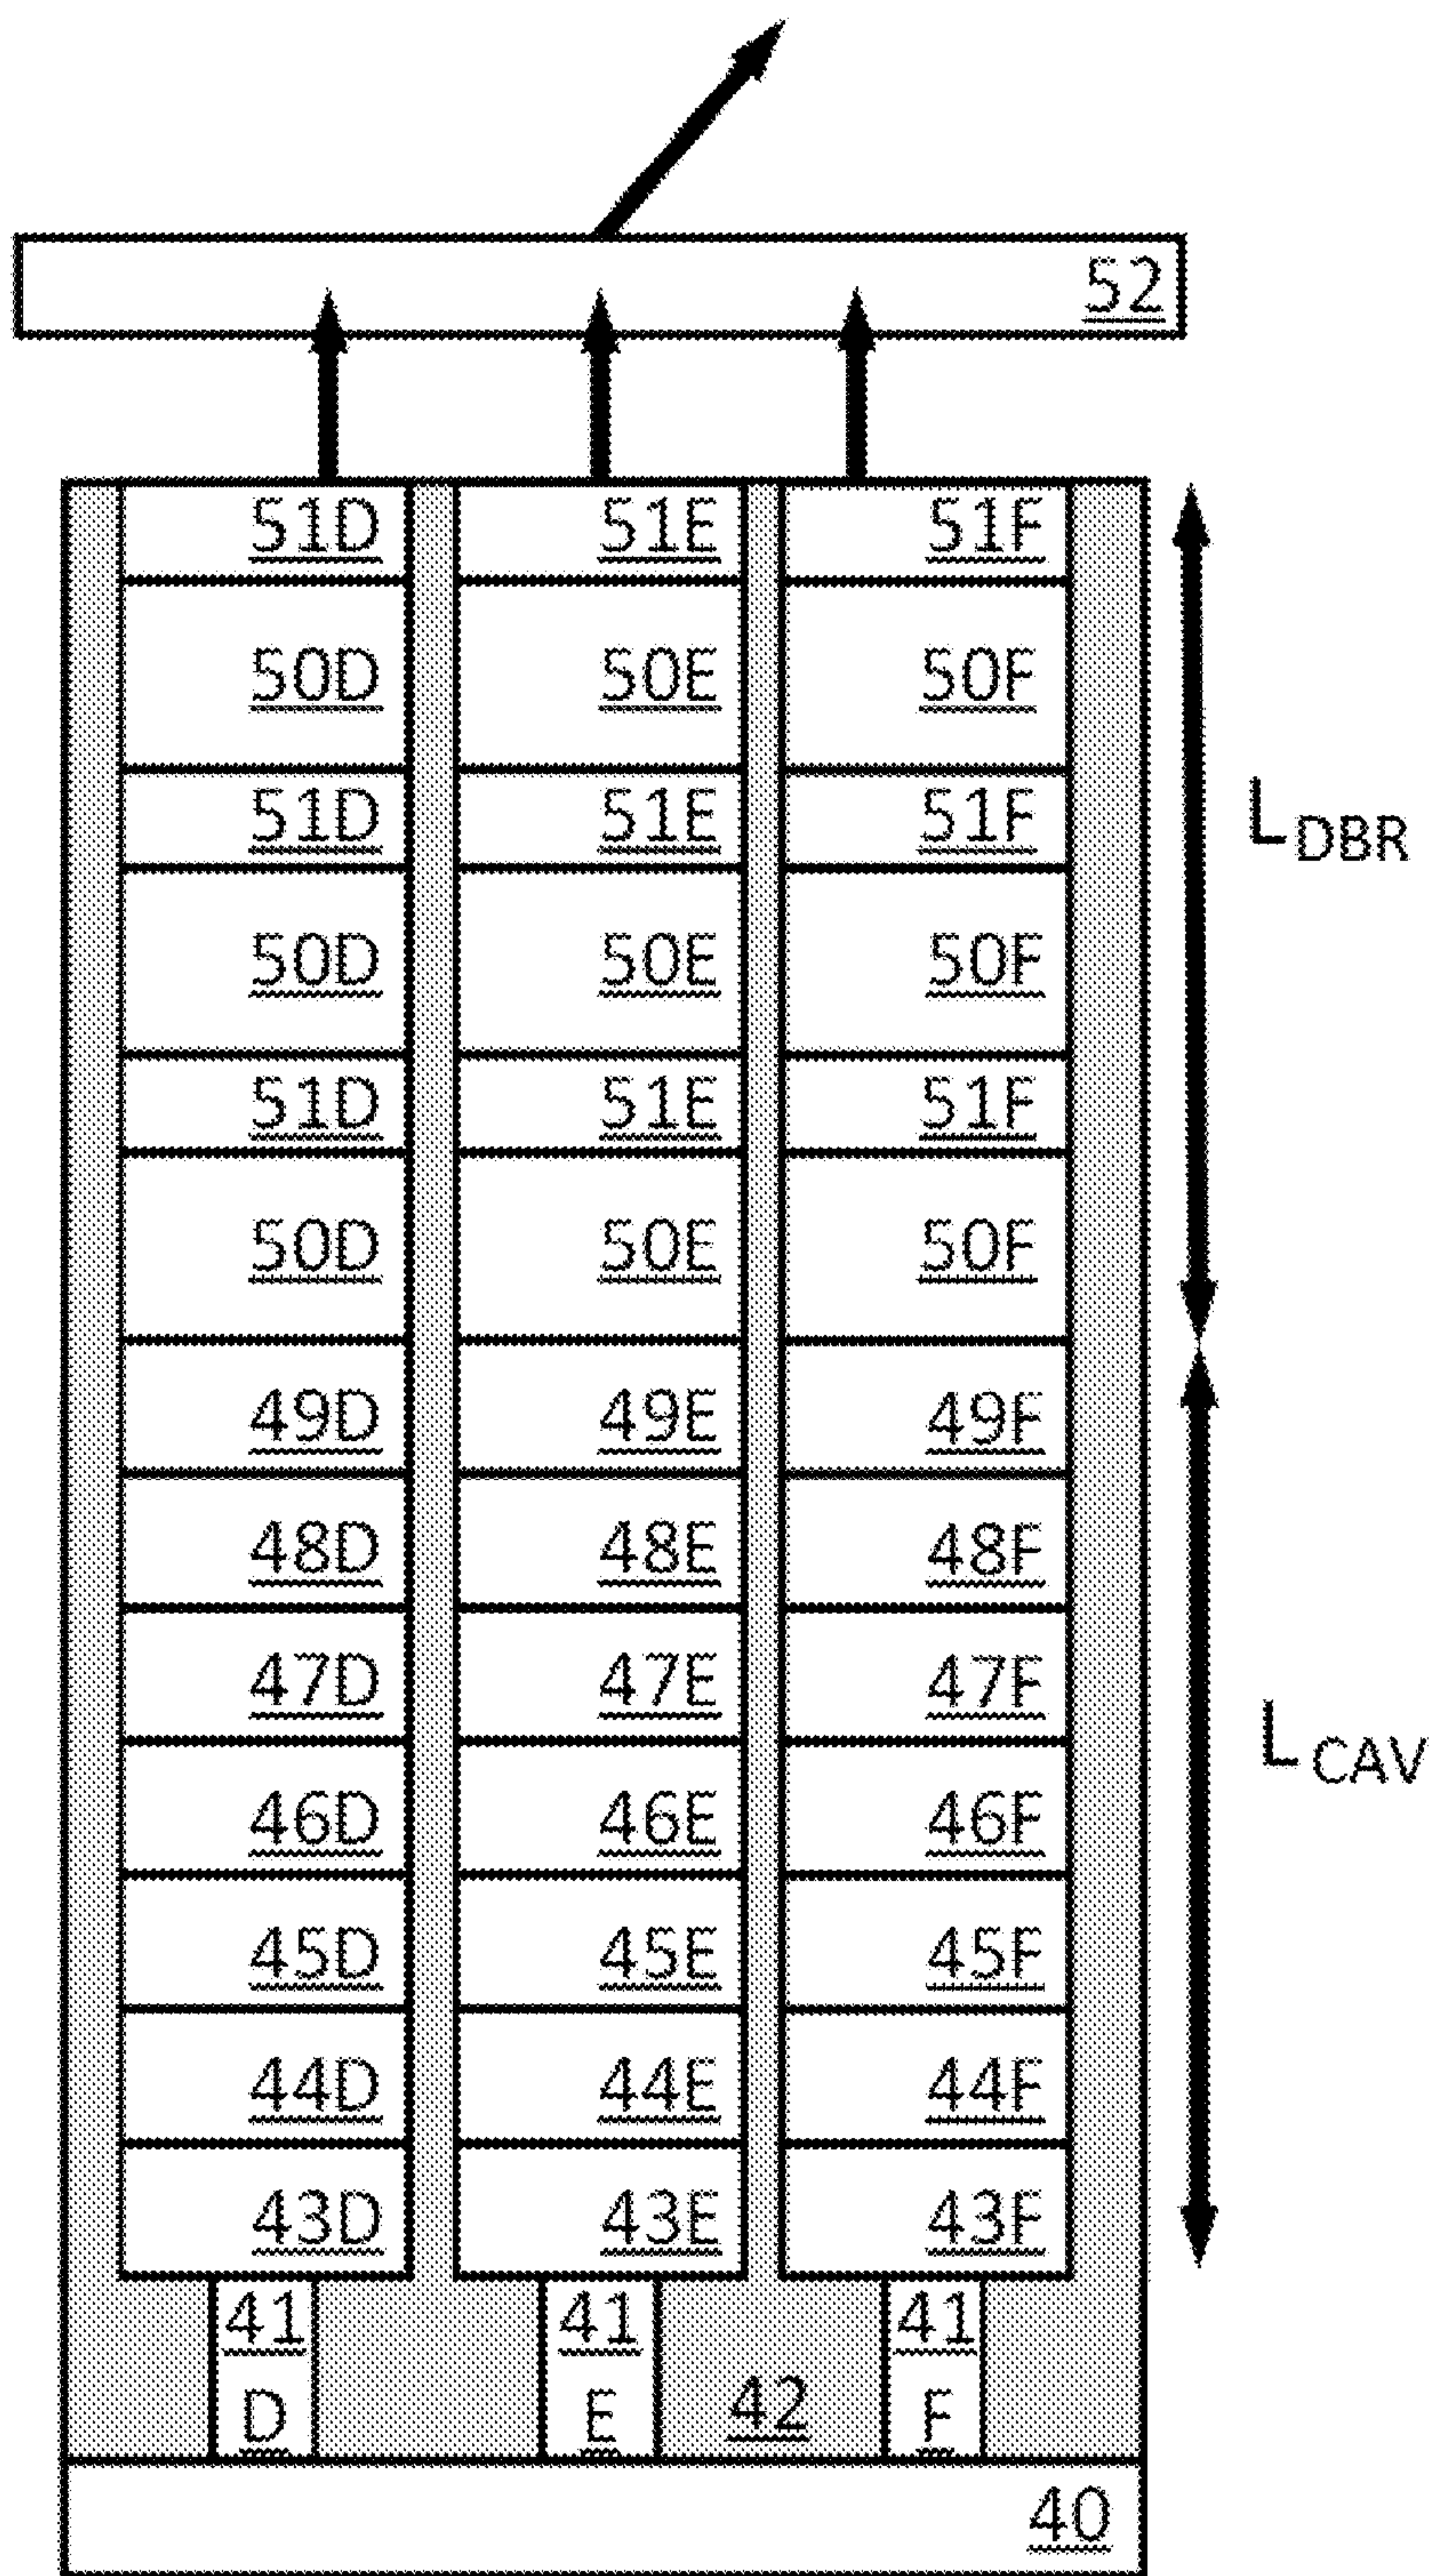 52
51D 51E 51F
50D 50E 50F
51D 51E 51F
L DBR
50D 50E 50F
51D 51E 51F
50D 50E 50F
49D 49E 49F
48D 48E 48F
47D 47E 47F
L CAV
46D 46E 46F
45D 45E 45F
44D 44E 44F
43D 43E 43F
41 41 41
D E 42 F
40